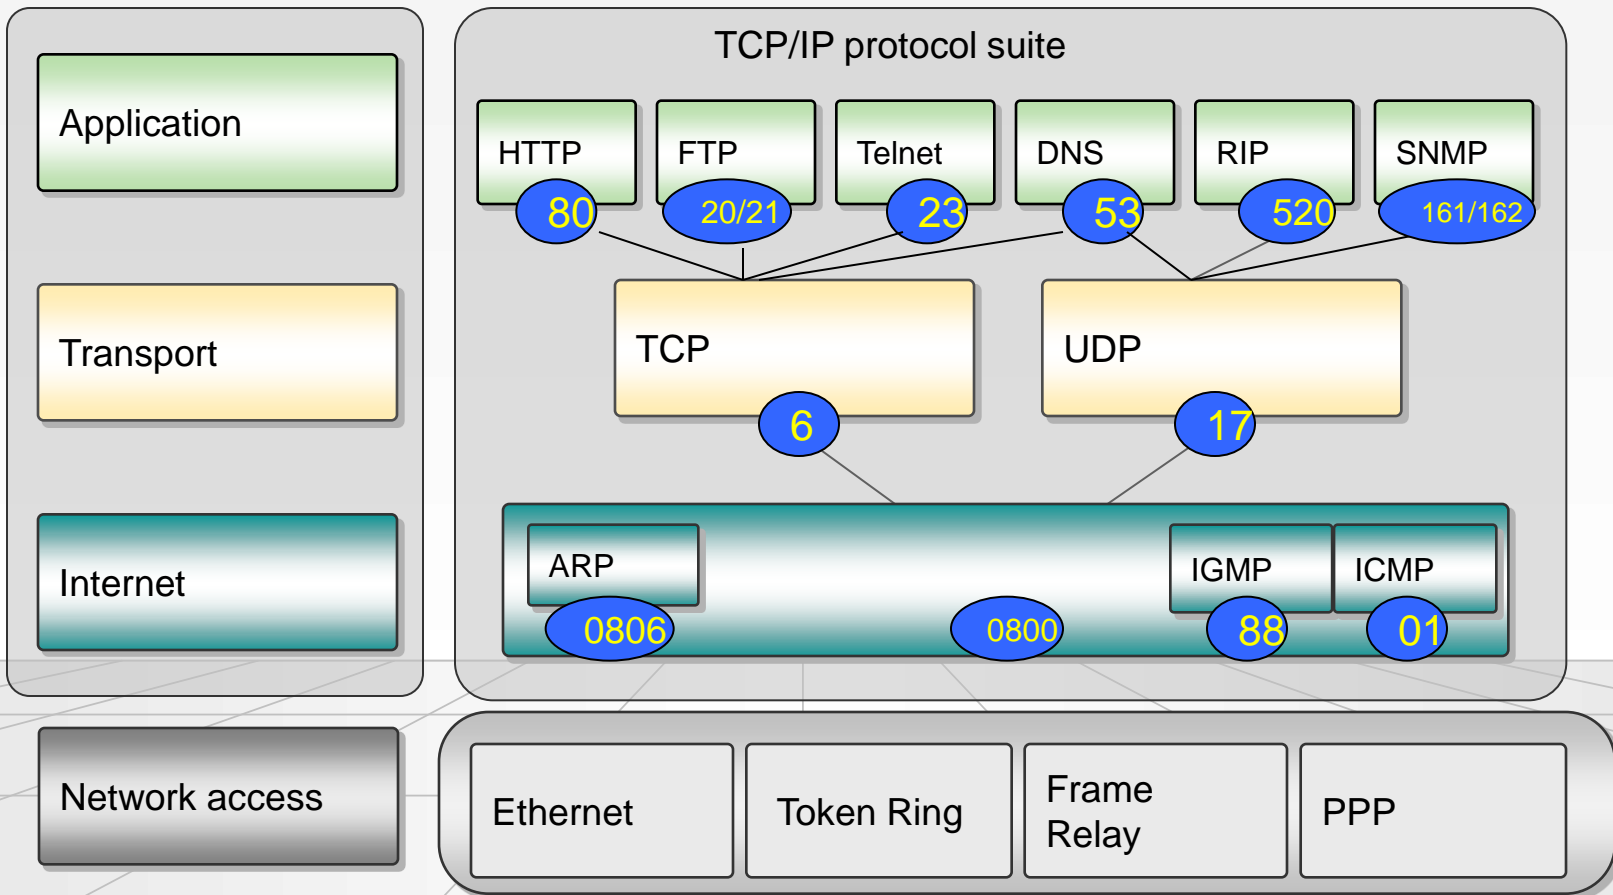 TCP/IP protocol suite
Application
HTTP
FTP
Telnet
DNS
RIP
SNMP
80
20/21
23
53
520
161/162
Transport
TCP
UDP
6
17
Internet
ARP
IGMP
ICMP
0806
0800
88
01
Network access
Ethernet
Token Ring
Frame
Relay
PPP